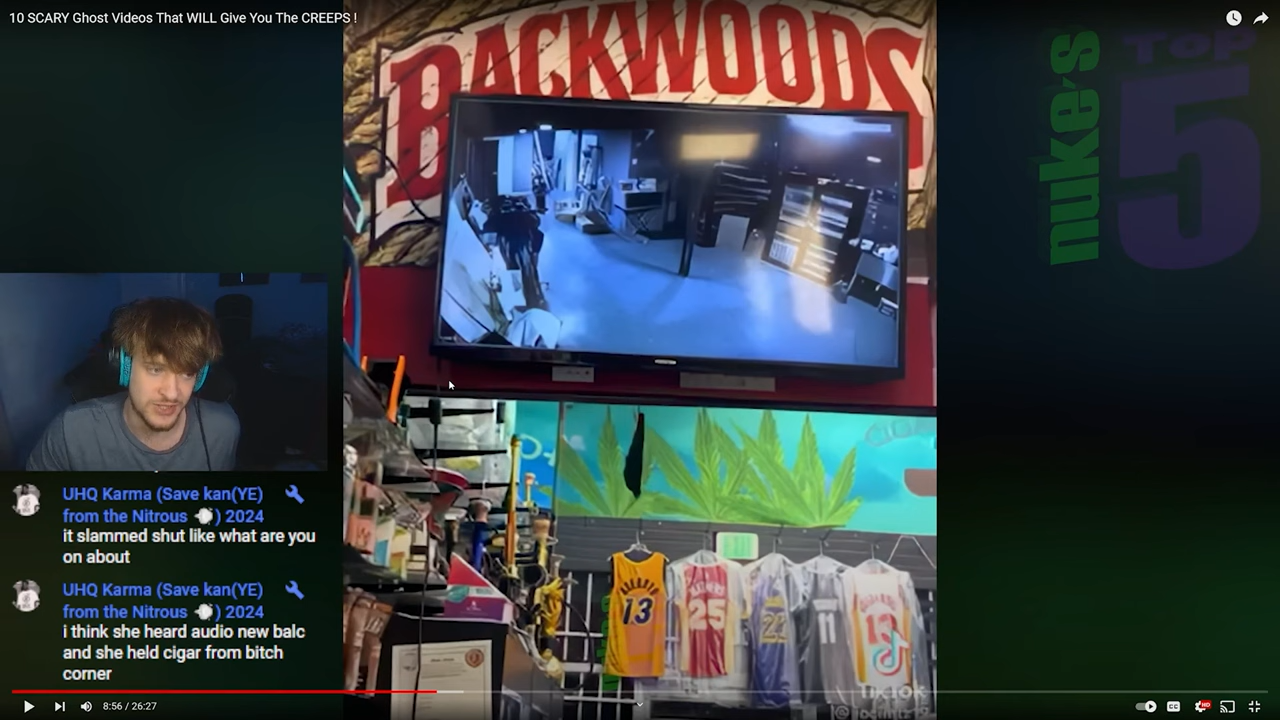 10 SCARY Ghost Videos That WILL Give You The CREEPS !
BACKWOODS
nuke's
TOP
5
UHQ Karma (Save kan(YE)
from the Nitrous ) 2024
it slammed shut like what are you
on about
UHQ Karma (Save kan(YE)
from the Nitrous ) 2024
i think she heard audio new balc
and she held cigar from bitch
corner
13
25
11
13
TikTok
8:56 / 26:27
CC
HD